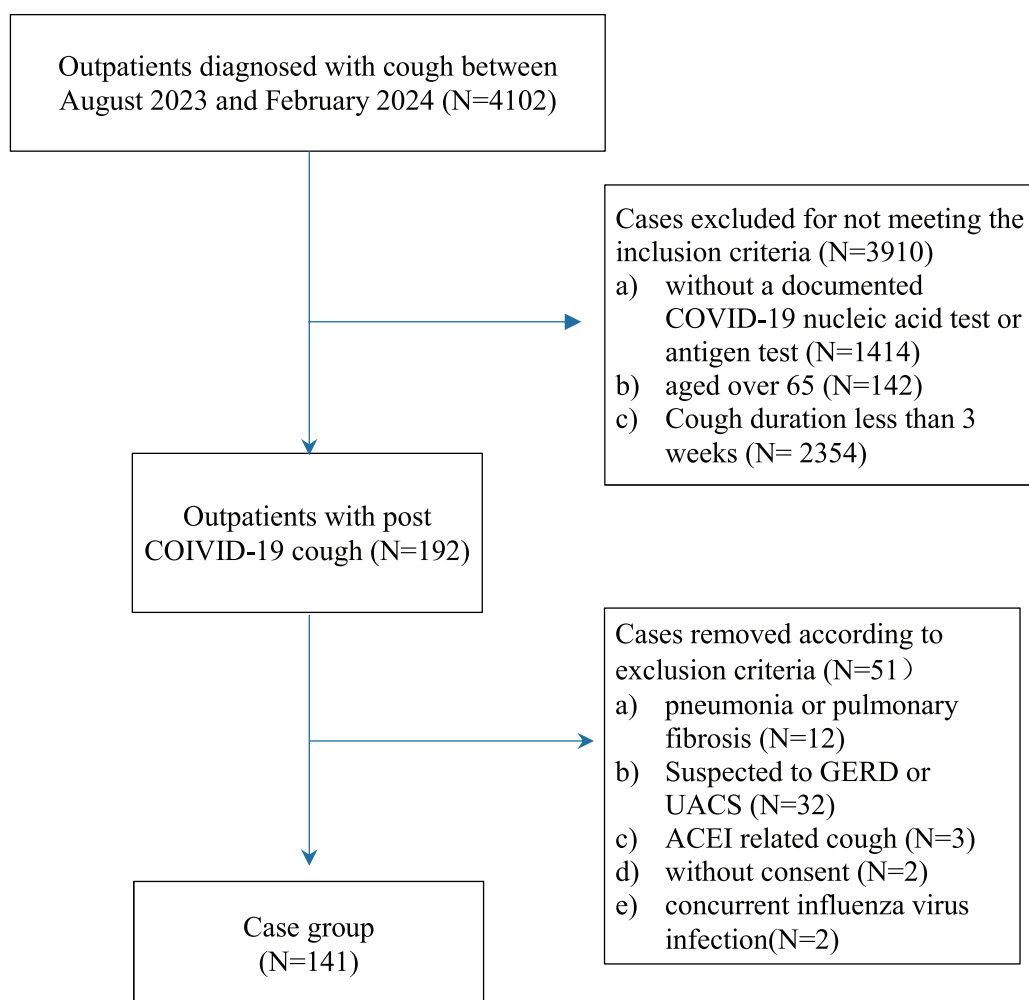 Outpatients diagnosed with cough between
August 2023 and February 2024 (N=4102)
Cases excluded for not meeting the
inclusion criteria (N=3910)
a) without a documented
COVID-19 nucleic acid test or
antigen test (N=1414)
b) aged over 65 (N=142)
c) Cough duration less than 3
weeks (N= 2354)
Outpatients with post
COIVID-19 cough (N=192)
Cases removed according to
exclusion criteria (N=51）
a) pneumonia or pulmonary
fibrosis (N=12)
b) Suspected to GERD or
UACS (N=32)
c) ACEI related cough (N=3)
d) without consent (N=2)
e) concurrent influenza virus
infection(N=2)
Case group
(N=141)